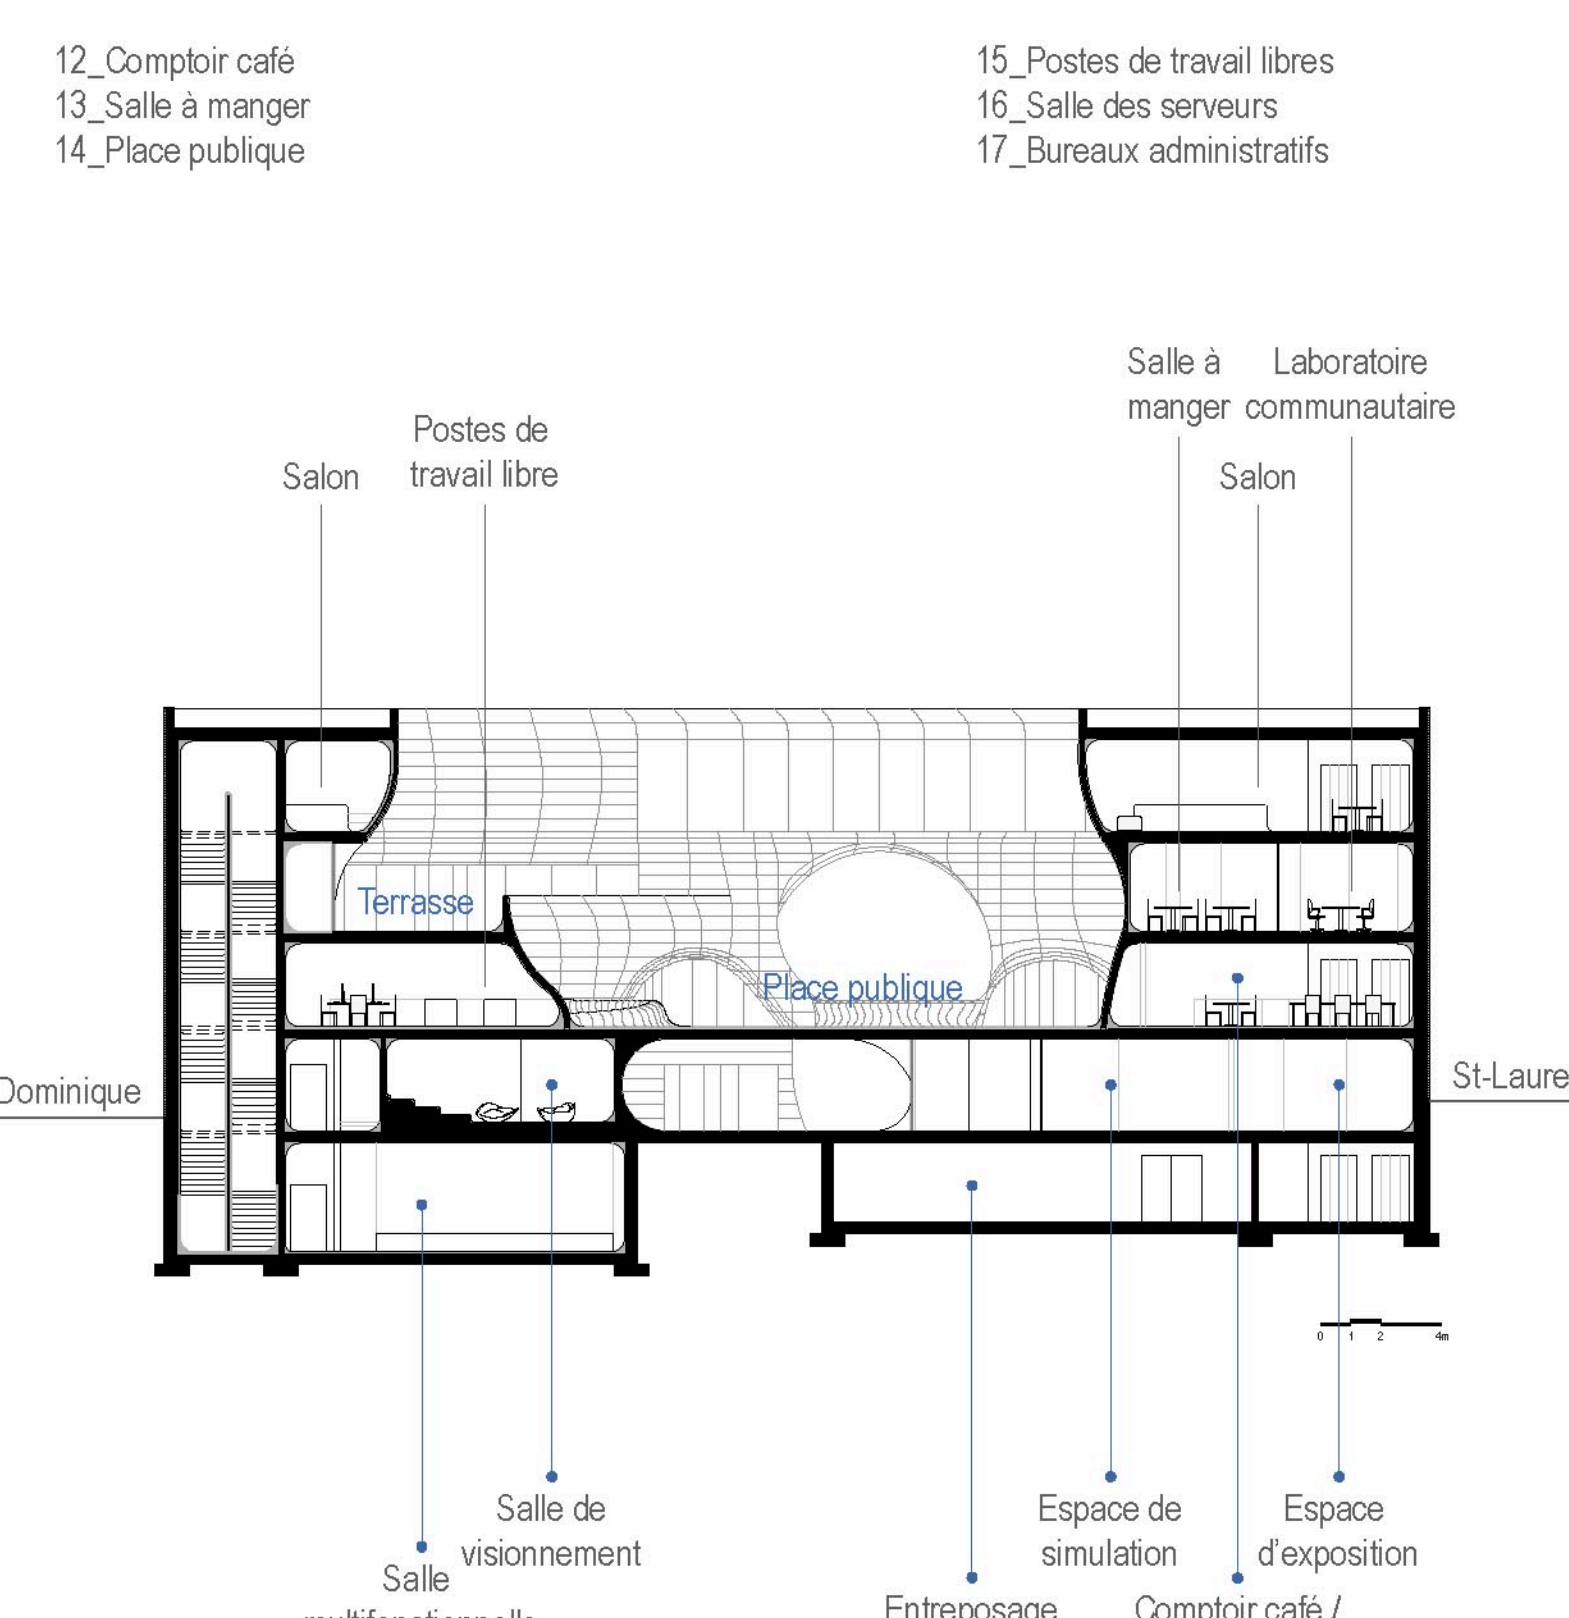 12_Comptoir café
13_Salle à manger
14_Place publique
15_Postes de travail libres
16_Salle des serveurs
17_Bureaux administratifs
Salle à
manger
Laboratoire
communautaire
Postes de
travail libre
Salon
Salon
Terrasse
Place publique
Dominique
St-Laure
0 1 2 4m
Salle de
visionnement
Espace de
simulation
Espace
d'exposition
Salle
Entreposage
Comptoir café /